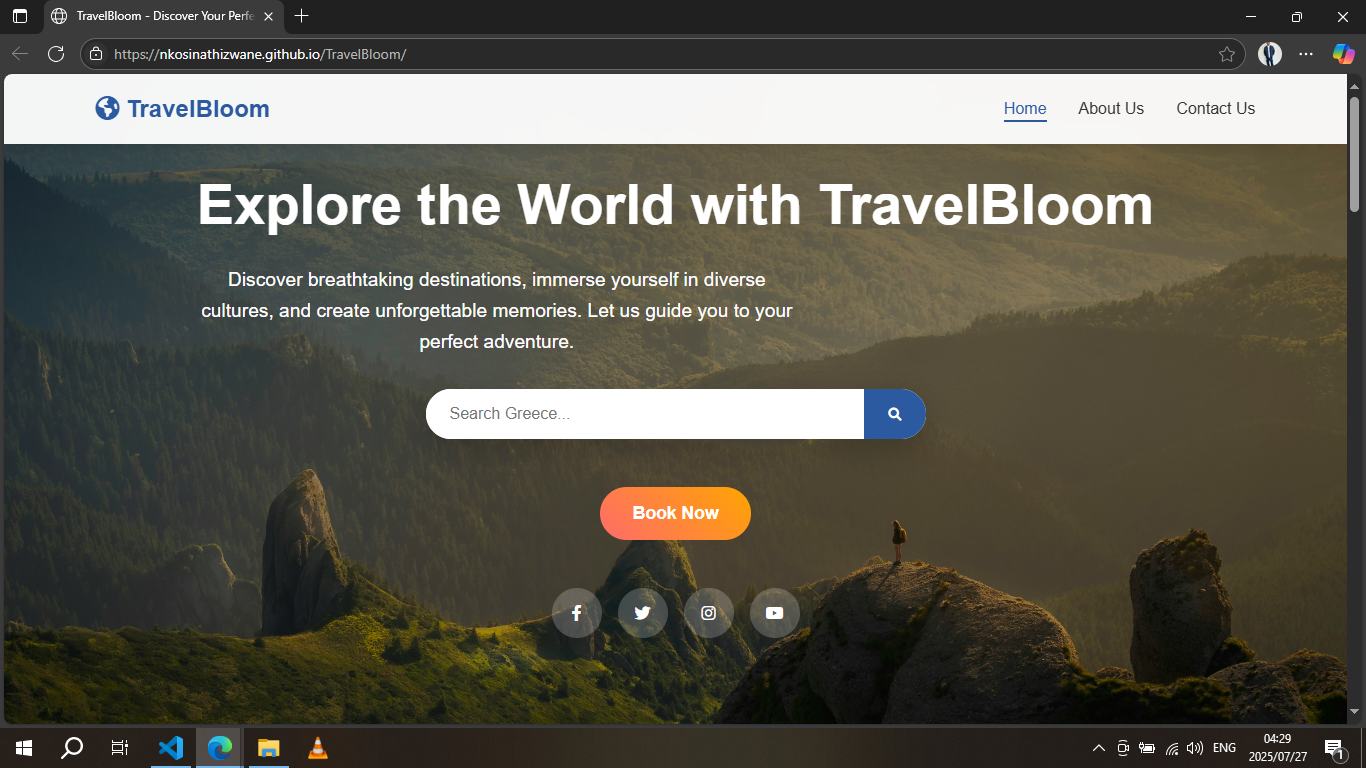 TravelBloom - Discover Your Perfe
https://nkosinathizwane.github.io/TravelBloom/
TravelBloom
Home
About Us
Contact Us
Explore the World with TravelBloom
Discover breathtaking destinations, immerse yourself in diverse
cultures, and create unforgettable memories. Let us guide you to your
perfect adventure.
Search Greece...
Book Now
ENG
04:29
2025/07/27
1